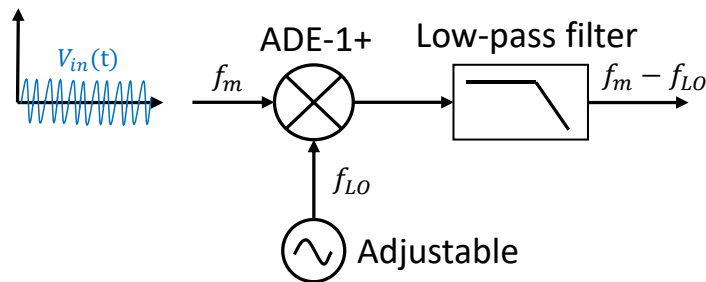 ADE-1+
Low-pass filter
V_in(t)
f_m
f_m − f_LO
f_LO
Adjustable